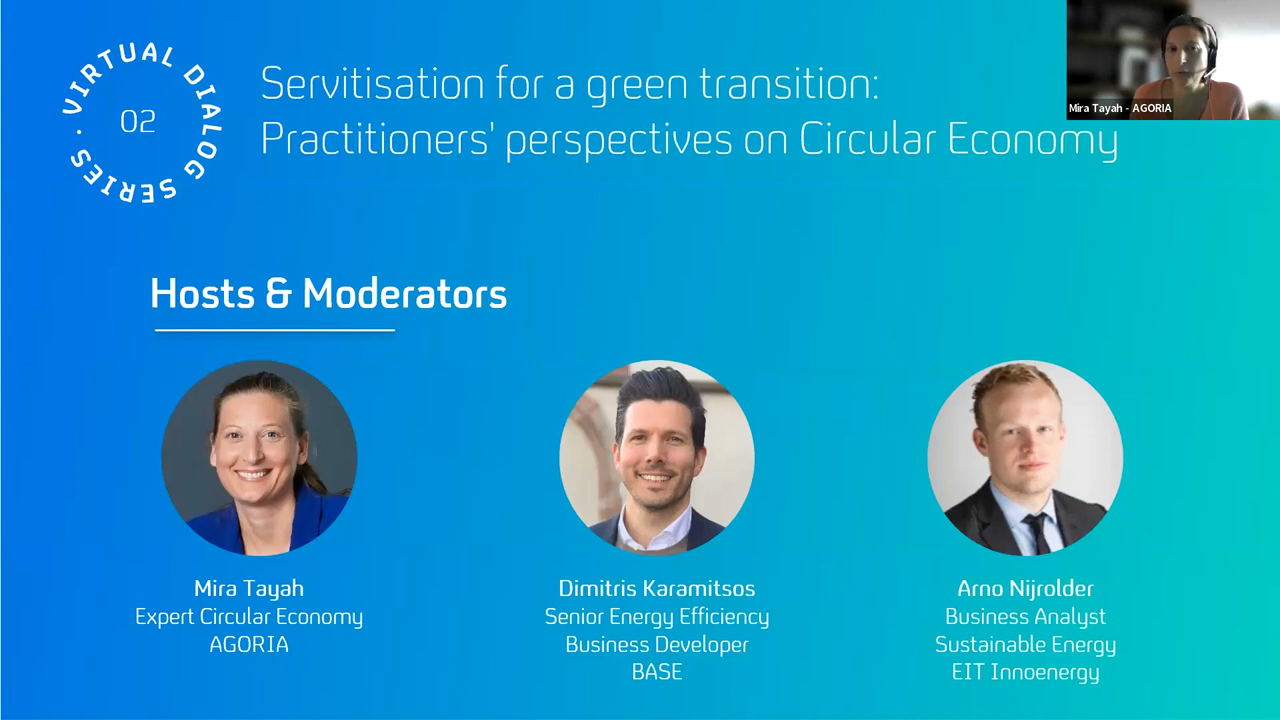 VIRTUAL DIALOG SERIES ·
02
Servitisation for a green transition:
Practitioners' perspectives on Circular Economy
Mira Tayah - AGORIA
Hosts & Moderators
Mira Tayah
Expert Circular Economy
AGORIA
Dimitris Karamitsos
Senior Energy Efficiency
Business Developer
BASE
Arno Nijrolder
Business Analyst
Sustainable Energy
EIT Innoenergy